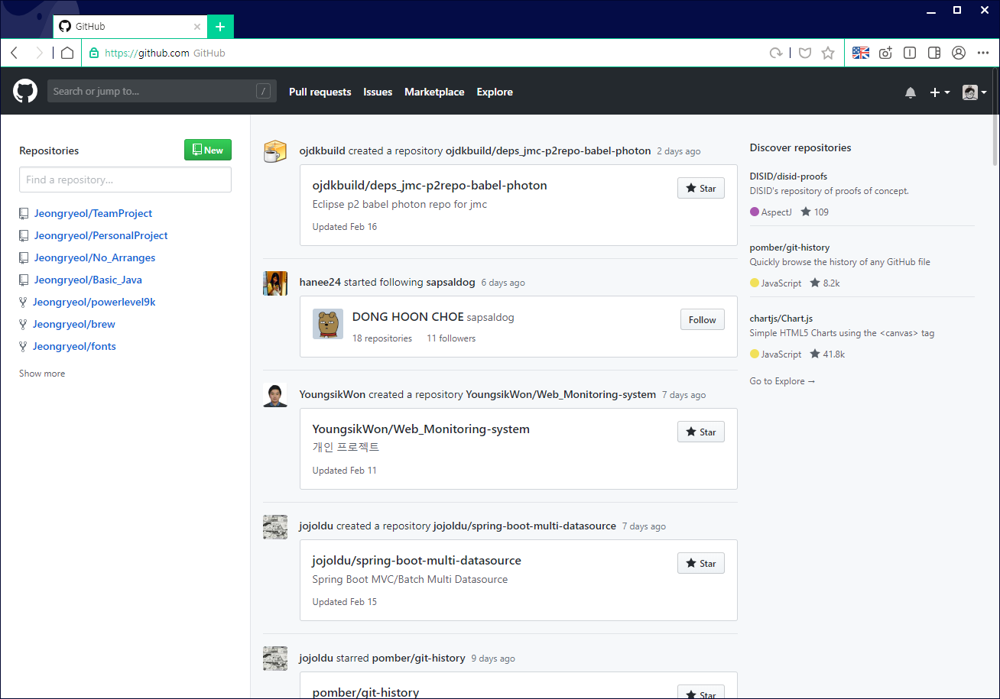 GitHub
https://github.com GitHub
Search or jump to... /
Pull requests Issues Marketplace Explore
Repositories
New
Find a repository...
Jeongryeol/TeamProject
Jeongryeol/PersonalProject
Jeongryeol/No_Arranges
Jeongryeol/Basic_Java
Jeongryeol/powerlevel9k
Jeongryeol/brew
Jeongryeol/fonts
Show more
ojdkbuild created a repository ojdkbuild/deps_jmc-p2repo-babel-photon 2 days ago
ojdkbuild/deps_jmc-p2repo-babel-photon
Star
Eclipse p2 babel photon repo for jmc
Updated Feb 16
hanee24 started following sapsaldog 6 days ago
DONG HOON CHOE sapsaldog
Follow
18 repositories 11 followers
YoungsikWon created a repository YoungsikWon/Web_Monitoring-system 7 days ago
YoungsikWon/Web_Monitoring-system
Star
개인 프로젝트
Updated Feb 11
jojoldu created a repository jojoldu/spring-boot-multi-datasource 7 days ago
jojoldu/spring-boot-multi-datasource
Star
Spring Boot MVC/Batch Multi Datasource
Updated Feb 15
jojoldu starred pomber/git-history 9 days ago
pomber/git-history
Star
Discover repositories
DISID/disid-proofs
DISID's repository of proofs of concept.
AspectJ 109
pomber/git-history
Quickly browse the history of any GitHub file
JavaScript 8.2k
chartjs/Chart.js
Simple HTML5 Charts using the <canvas> tag
JavaScript 41.8k
Go to Explore →